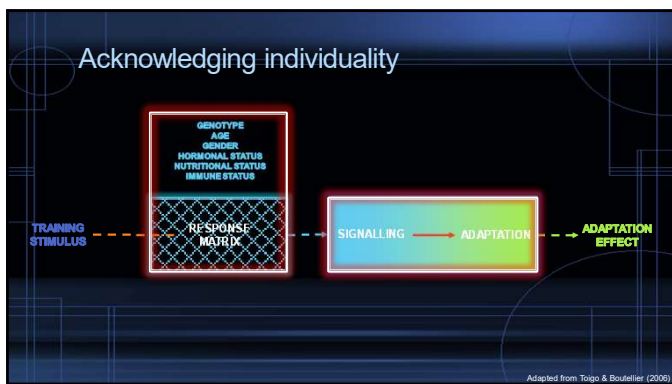 Acknowledging individuality
GENOTYPE
AGE
GENDER
HORMONAL STATUS
NUTRITIONAL STATUS
IMMUNE STATUS
TRAINING
STIMULUS
RESPONSE
MATRIX
SIGNALLING
ADAPTATION
ADAPTATION
EFFECT
Adapted from Toigo & Boutellier (2006)